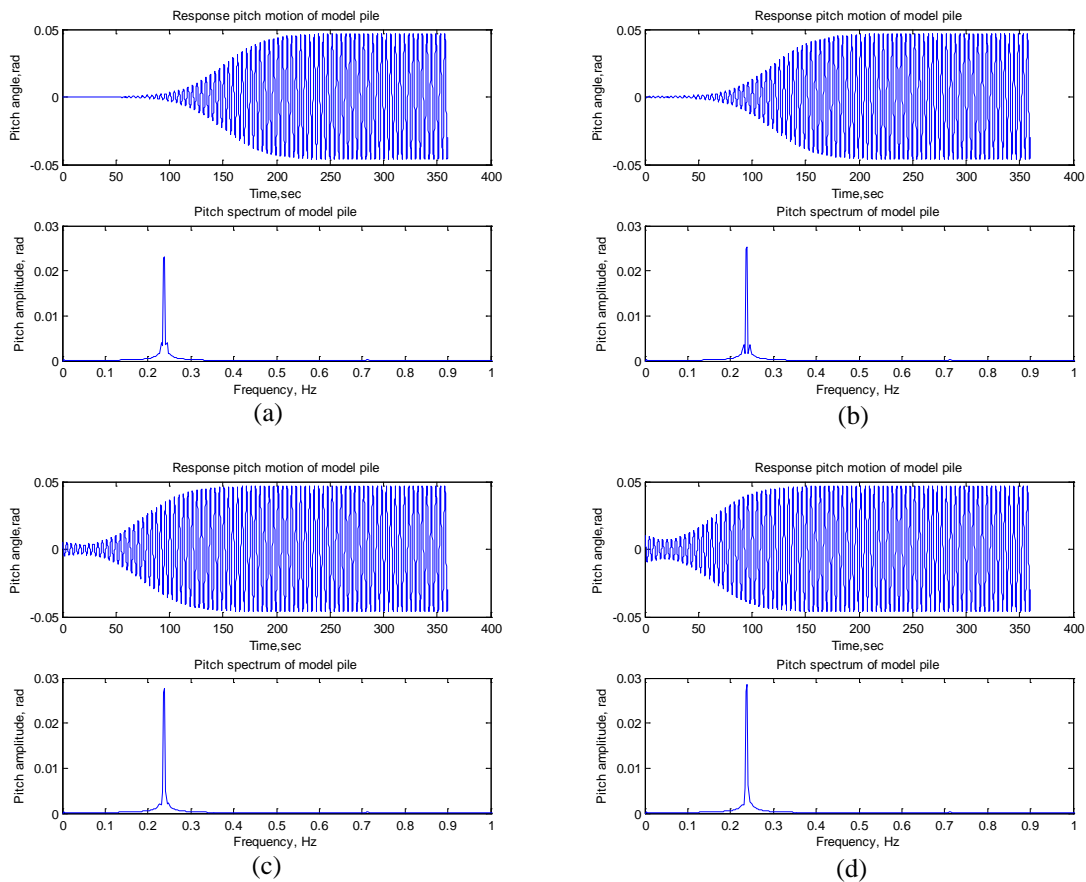 Response pitch motion of model pile
0.05
0
-0.05
Pitch angle,rad
0 50 100 150 200 250 300 350 400
Time,sec
Pitch spectrum of model pile
0.03
0.02
0.01
0
Pitch amplitude, rad
0 0.1 0.2 0.3 0.4 0.5 0.6 0.7 0.8 0.9 1
Frequency, Hz
(a)
Response pitch motion of model pile
0.05
0
-0.05
Pitch angle,rad
0 50 100 150 200 250 300 350 400
Time,sec
Pitch spectrum of model pile
0.03
0.02
0.01
0
Pitch amplitude, rad
0 0.1 0.2 0.3 0.4 0.5 0.6 0.7 0.8 0.9 1
Frequency, Hz
(b)
Response pitch motion of model pile
0.05
0
-0.05
Pitch angle,rad
0 50 100 150 200 250 300 350 400
Time,sec
Pitch spectrum of model pile
0.03
0.02
0.01
0
Pitch amplitude, rad
0 0.1 0.2 0.3 0.4 0.5 0.6 0.7 0.8 0.9 1
Frequency, Hz
(c)
Response pitch motion of model pile
0.05
0
-0.05
Pitch angle,rad
0 50 100 150 200 250 300 350 400
Time,sec
Pitch spectrum of model pile
0.03
0.02
0.01
0
Pitch amplitude, rad
0 0.1 0.2 0.3 0.4 0.5 0.6 0.7 0.8 0.9 1
Frequency, Hz
(d)